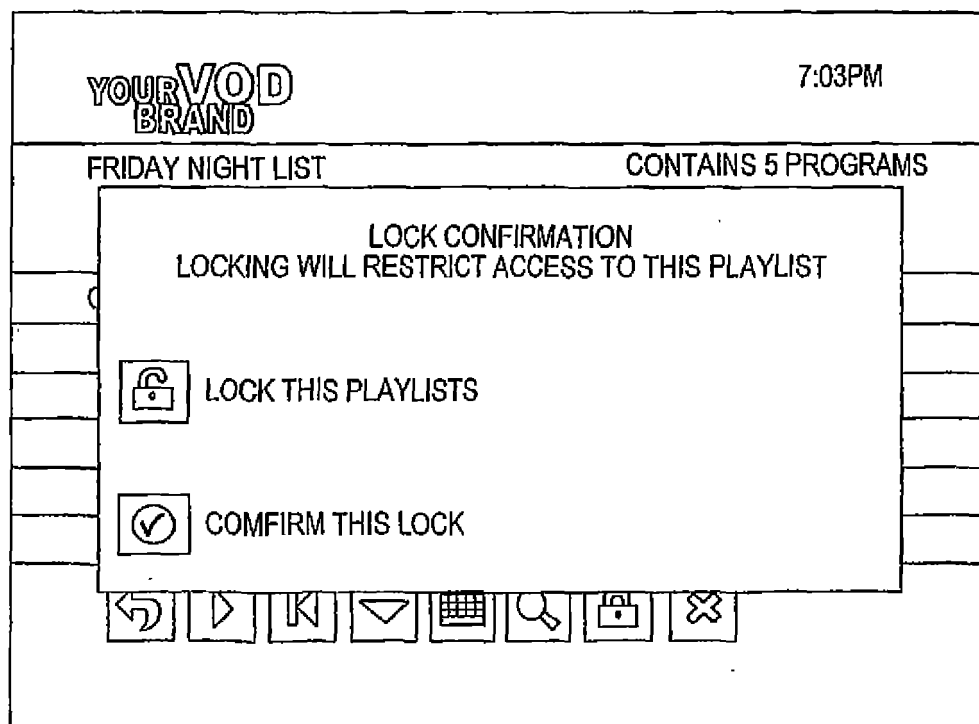 YOUR VOD
BRAND
7:03PM
FRIDAY NIGHT LIST
CONTAINS 5 PROGRAMS
LOCK CONFIRMATION
LOCKING WILL RESTRICT ACCESS TO THIS PLAYLIST
LOCK THIS PLAYLISTS
COMFIRM THIS LOCK